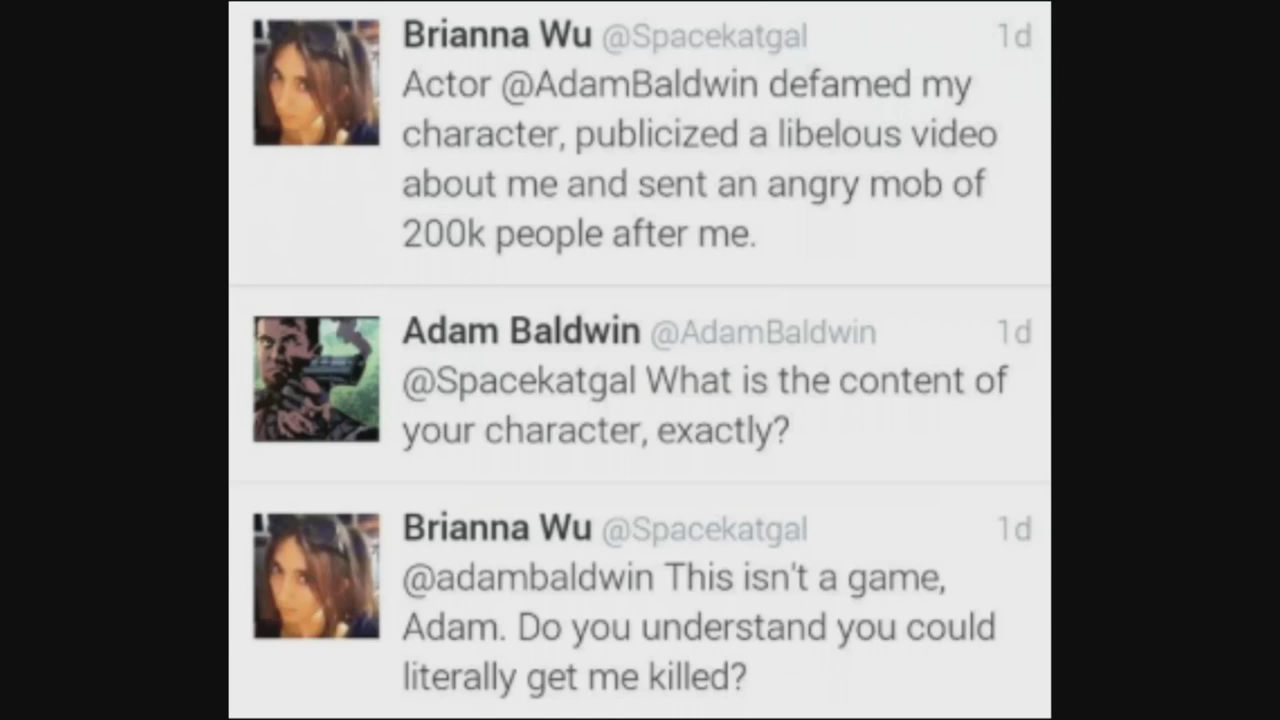 Brianna Wu @Spacekatgal 1d
Actor @AdamBaldwin defamed my
character, publicized a libelous video
about me and sent an angry mob of
200k people after me.
Adam Baldwin @AdamBaldwin 1d
@Spacekatgal What is the content of
your character, exactly?
Brianna Wu @Spacekatgal 1d
@adambaldwin This isn't a game,
Adam. Do you understand you could
literally get me killed?